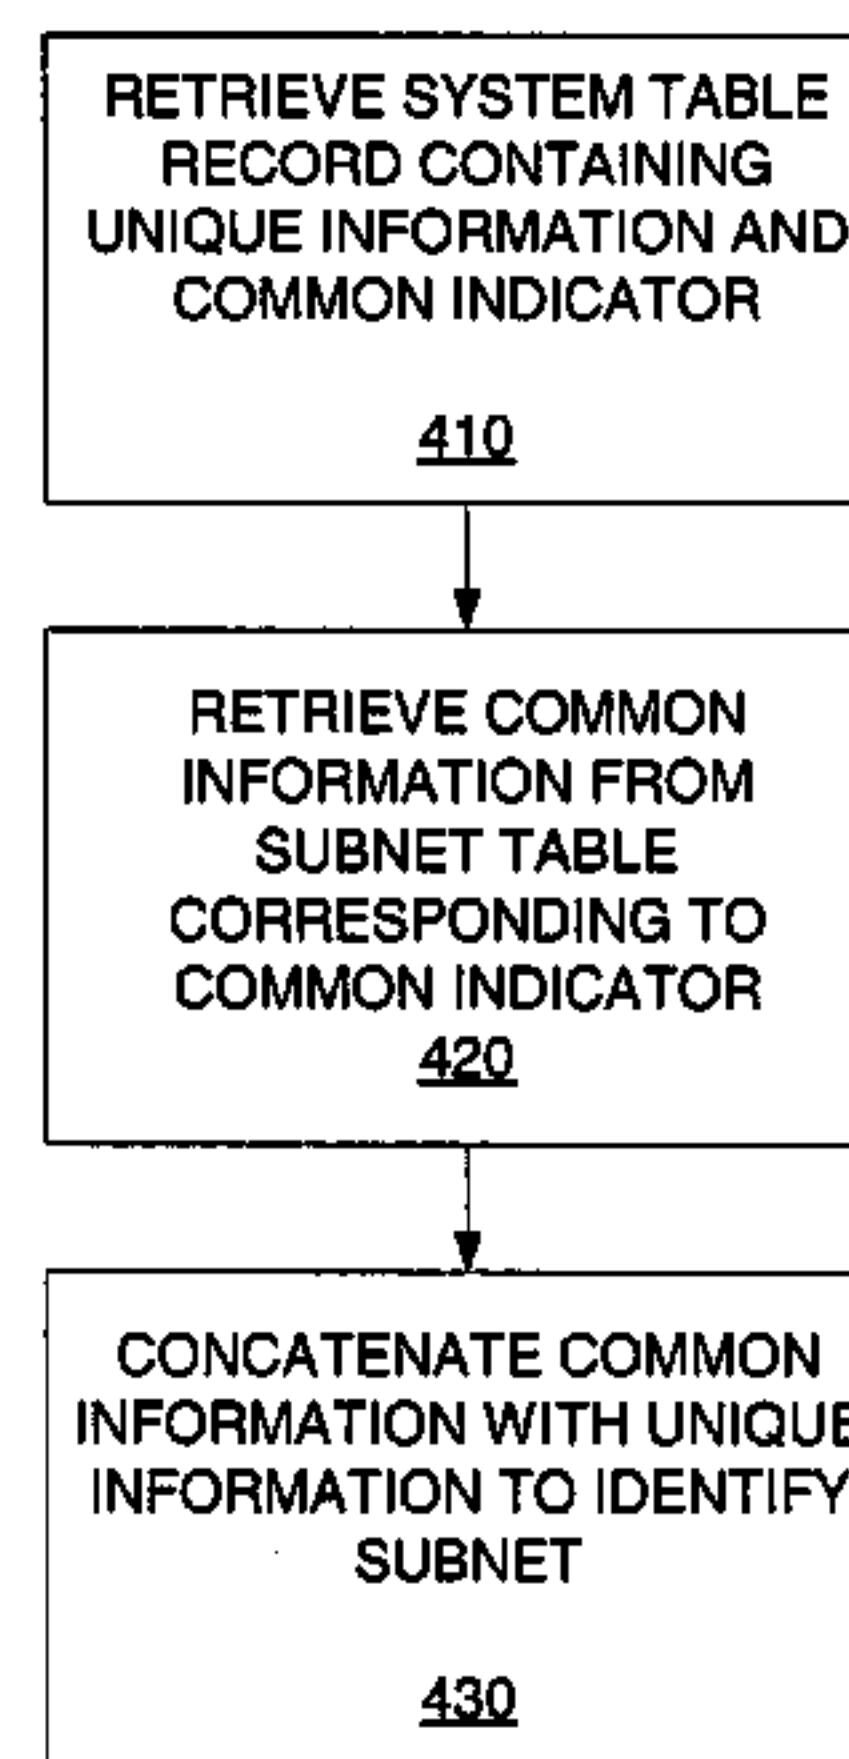 RETRIEVE SYSTEM TABLE
RECORD CONTAINING
UNIQUE INFORMATION AND
COMMON INDICATOR
410
RETRIEVE COMMON
INFORMATION FROM
SUBNET TABLE
CORRESPONDING TO
COMMON INDICATOR
420
CONCATENATE COMMON
INFORMATION WITH UNIQUE
INFORMATION TO IDENTIFY
SUBNET
430